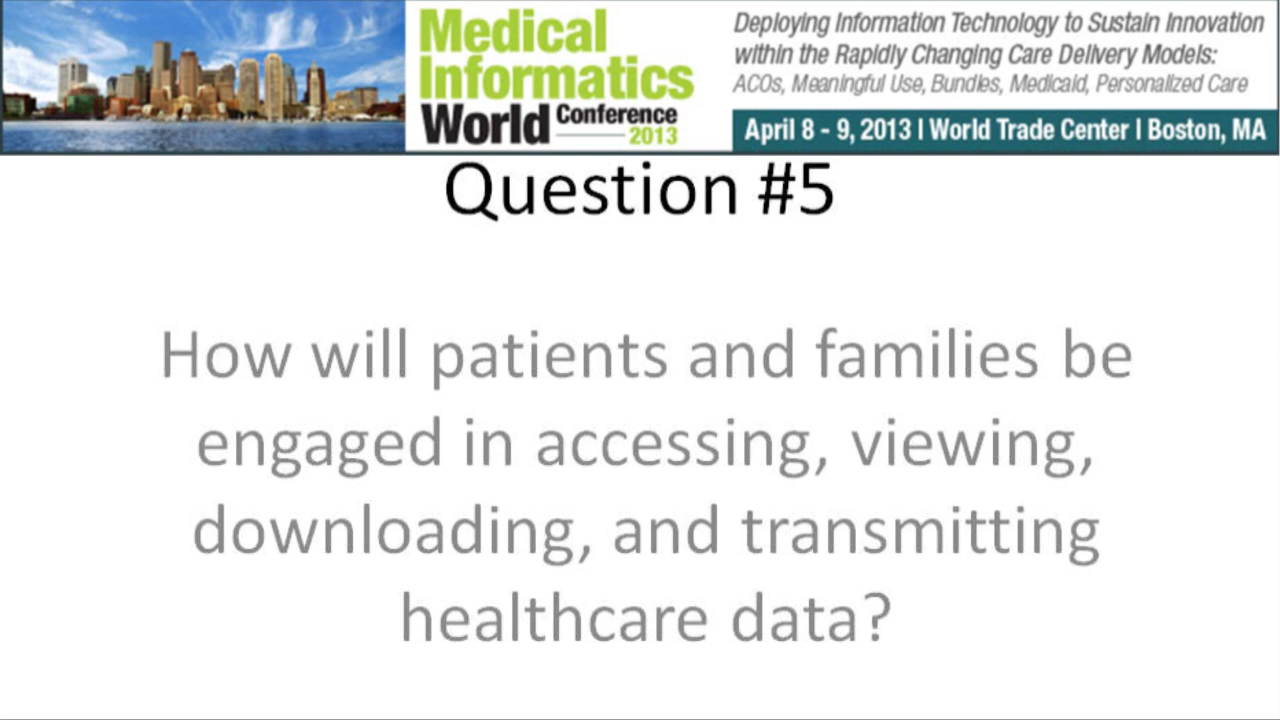 Medical
Informatics
World Conference
2013
Deploying Information Technology to Sustain Innovation
within the Rapidly Changing Care Delivery Models:
ACOs, Meaningful Use, Bundles, Medicaid, Personalized Care
April 8 - 9, 2013 | World Trade Center | Boston, MA
Question #5
How will patients and families be
engaged in accessing, viewing,
downloading, and transmitting
healthcare data?